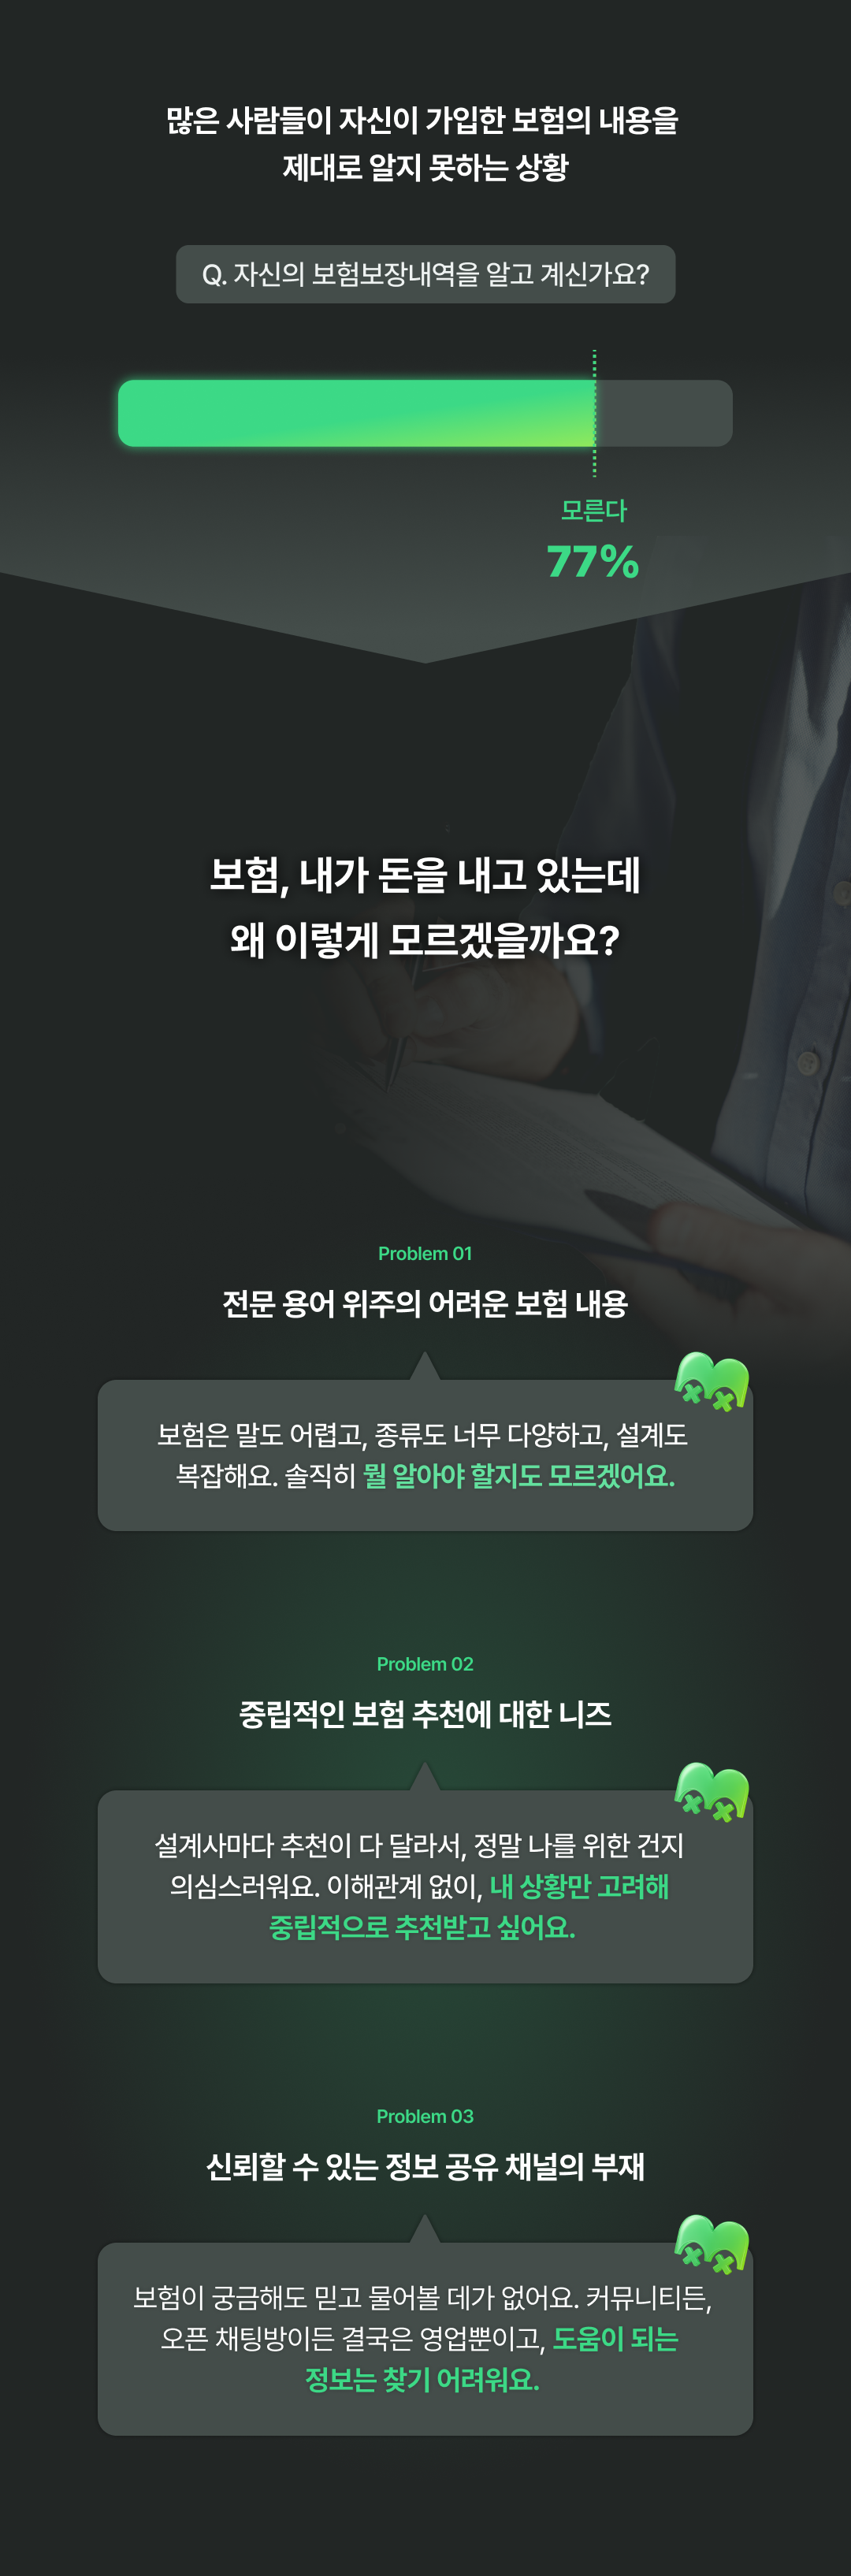 많은 사람들이 자신이 가입한 보험의 내용을
제대로 알지 못하는 상황
Q. 자신의 보험보장내역을 알고 계신가요?
모른다
77%
보험, 내가 돈을 내고 있는데
왜 이렇게 모르겠을까요?
Problem 01
전문 용어 위주의 어려운 보험 내용
보험은 말도 어렵고, 종류도 너무 다양하고, 설계도
복잡해요. 솔직히 뭘 알아야 할지도 모르겠어요.
Problem 02
중립적인 보험 추천에 대한 니즈
설계사마다 추천이 다 달라서, 정말 나를 위한 건지
의심스러워요. 이해관계 없이, 내 상황만 고려해
중립적으로 추천받고 싶어요.
Problem 03
신뢰할 수 있는 정보 공유 채널의 부재
보험이 궁금해도 믿고 물어볼 데가 없어요. 커뮤니티든,
오픈 채팅방이든 결국은 영업뿐이고, 도움이 되는
정보는 찾기 어려워요.